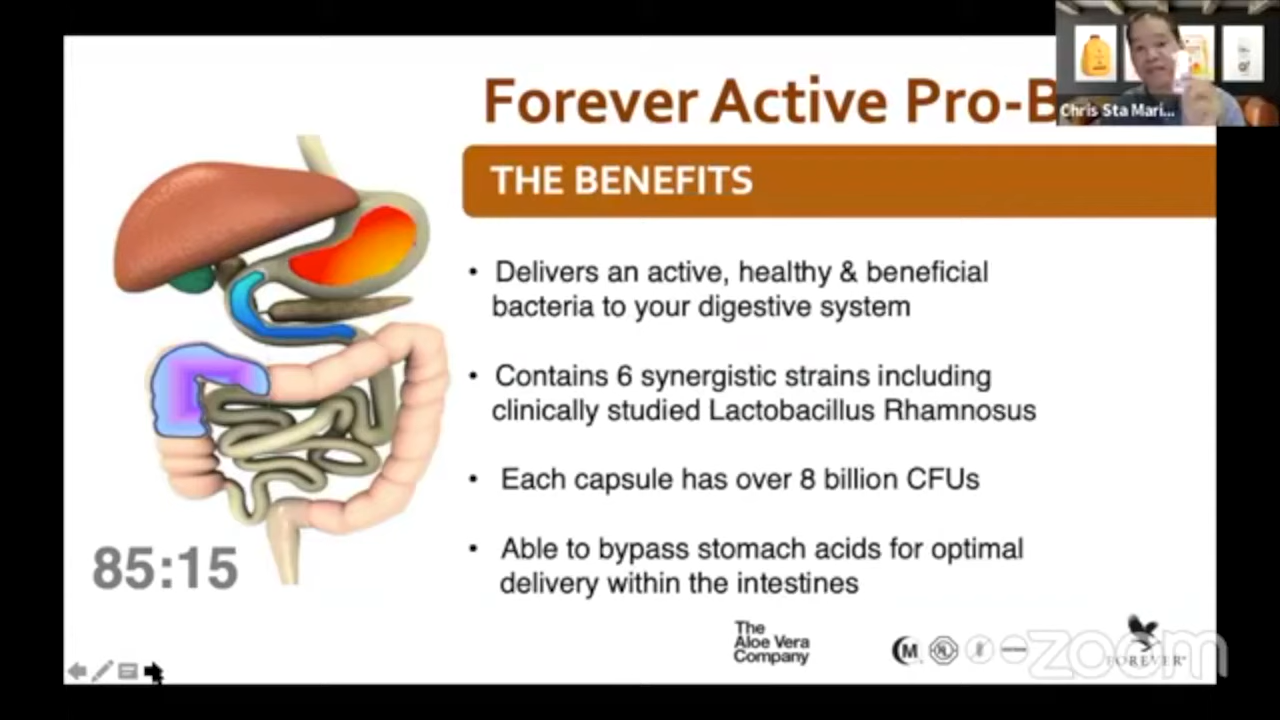 Forever Active Pro-B
Chris Sta Mari...
THE BENEFITS
• Delivers an active, healthy & beneficial
bacteria to your digestive system
• Contains 6 synergistic strains including
clinically studied Lactobacillus Rhamnosus
• Each capsule has over 8 billion CFUs
• Able to bypass stomach acids for optimal
delivery within the intestines
85:15
The
Aloe Vera
Company
M
zoom
FOREVER